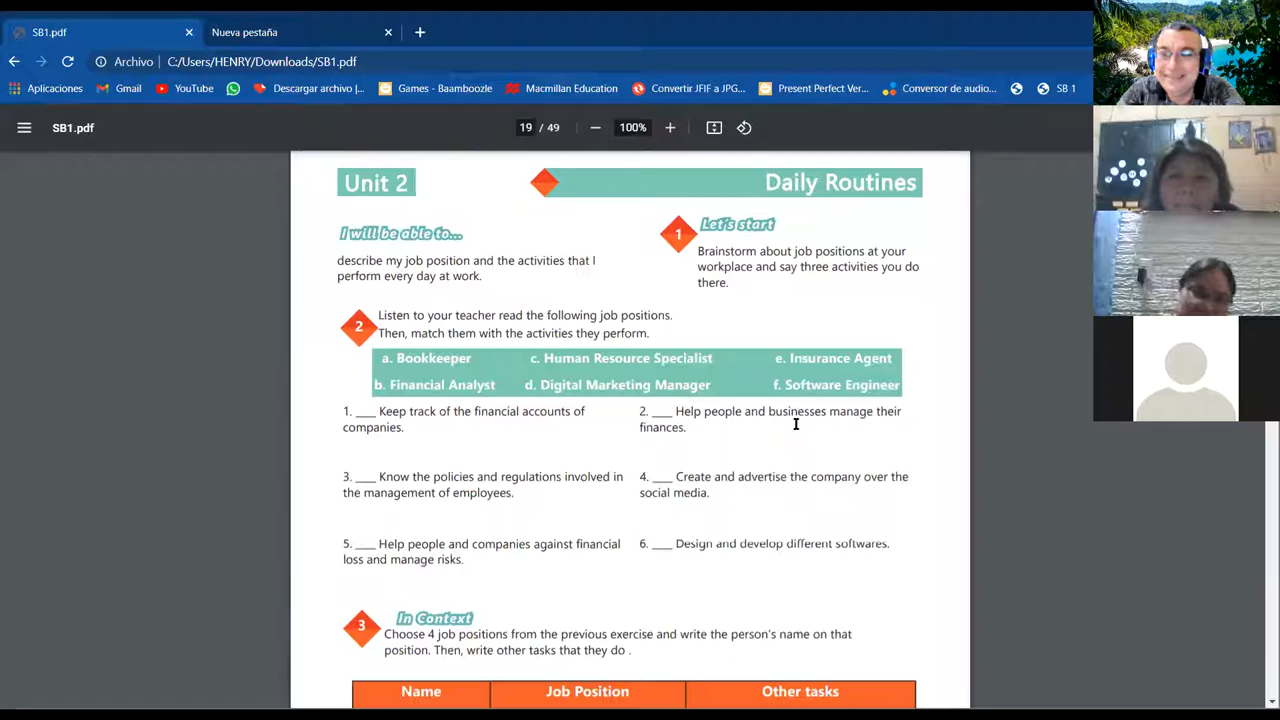 SB1.pdf
Nueva pestaña
Archivo
C:/Users/HENRY/Downloads/SB1.pdf
Aplicaciones
Gmail
YouTube
Descargar archivo |...
Games - Baamboozle
Macmillan Education
Convertir JFIF a JPG...
Present Perfect Ver...
Conversor de audio...
SB 1
SB1.pdf
19 / 49
100%
Unit 2
Daily Routines
I will be able to...
describe my job position and the activities that I
perform every day at work.
1
Let's start
Brainstorm about job positions at your
workplace and say three activities you do
there.
2
Listen to your teacher read the following job positions.
Then, match them with the activities they perform.
a. Bookkeeper
c. Human Resource Specialist
e. Insurance Agent
b. Financial Analyst
d. Digital Marketing Manager
f. Software Engineer
1. ___ Keep track of the financial accounts of
companies.
2. ___ Help people and businesses manage their
finances.
3. ___ Know the policies and regulations involved in
the management of employees.
4. ___ Create and advertise the company over the
social media.
5. ___ Help people and companies against financial
loss and manage risks.
6. ___ Design and develop different softwares.
3
In Context
Choose 4 job positions from the previous exercise and write the person's name on that
position. Then, write other tasks that they do .
Name
Job Position
Other tasks